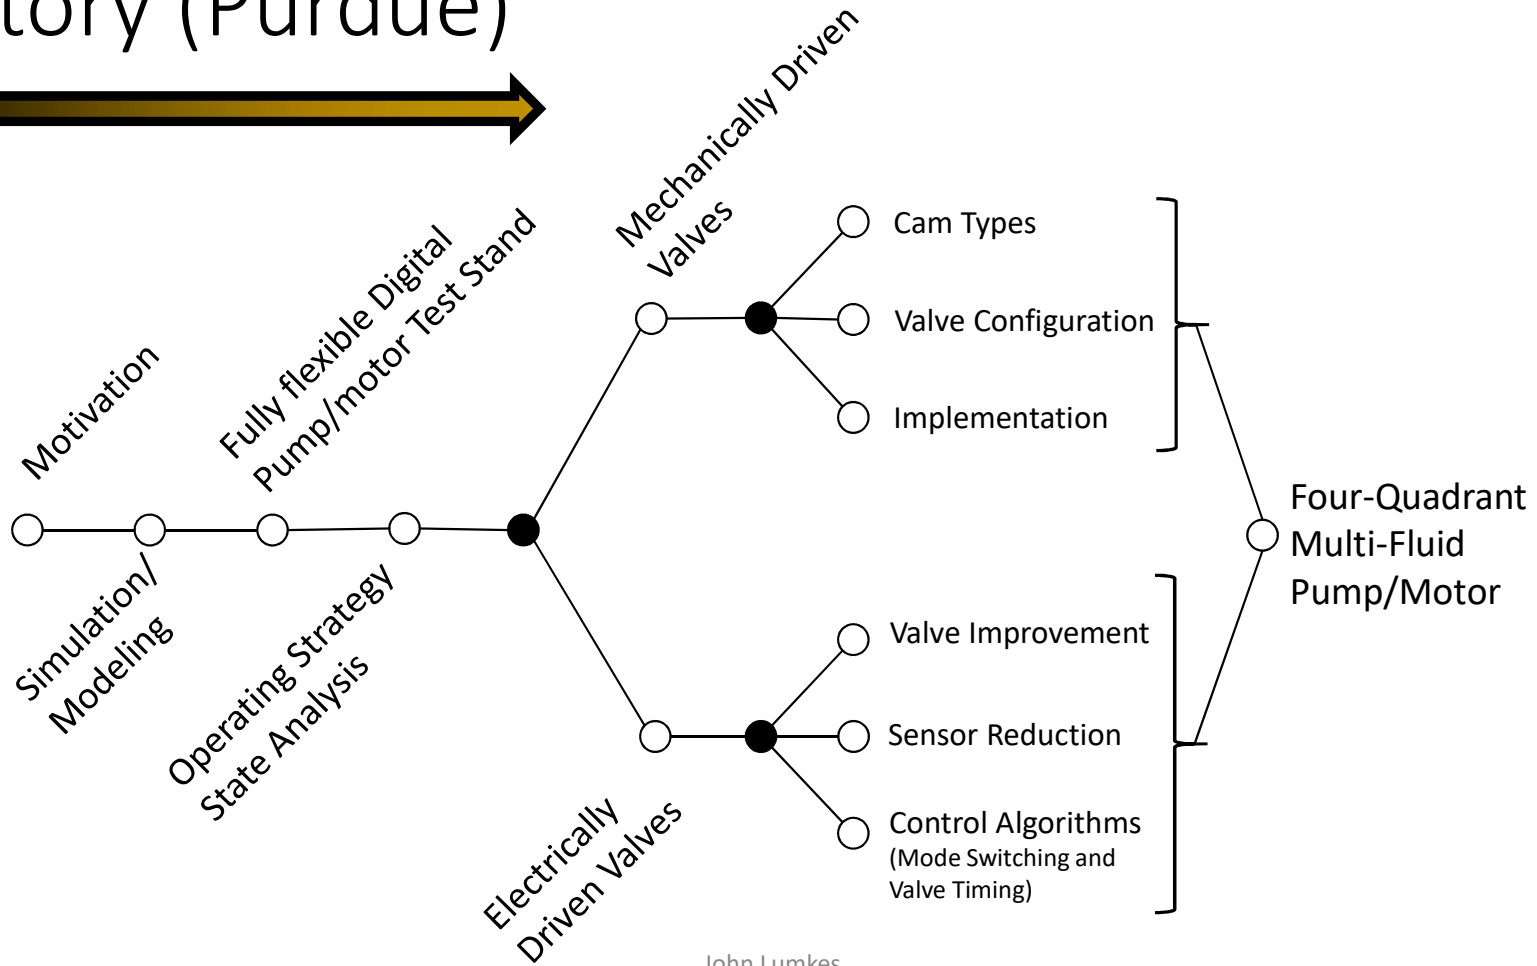 tory (Purdue)
Motivation
Simulation/
Modeling
Fully flexible Digital
Pump/motor Test Stand
Operating Strategy
State Analysis
Mechanically Driven
Valves
Cam Types
Valve Configuration
Implementation
Electrically
Driven Valves
Valve Improvement
Sensor Reduction
Control Algorithms
(Mode Switching and
Valve Timing)
Four-Quadrant
Multi-Fluid
Pump/Motor
John Lumkes